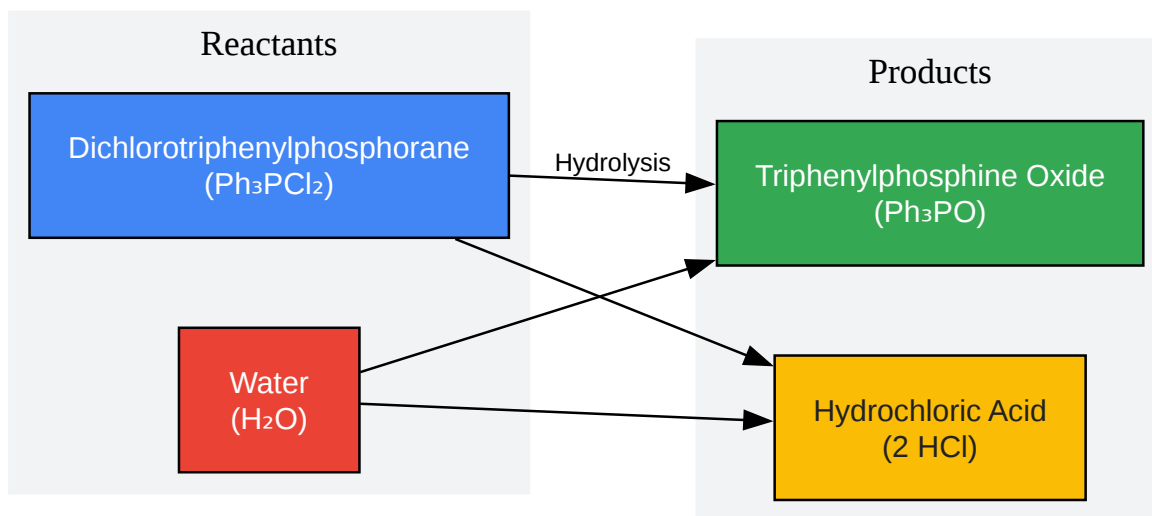 Reactants
Dichlorotriphenylphosphorane
(Ph₃PCl₂)
Water
(H₂O)
Hydrolysis
Products
Triphenylphosphine Oxide
(Ph₃PO)
Hydrochloric Acid
(2 HCl)